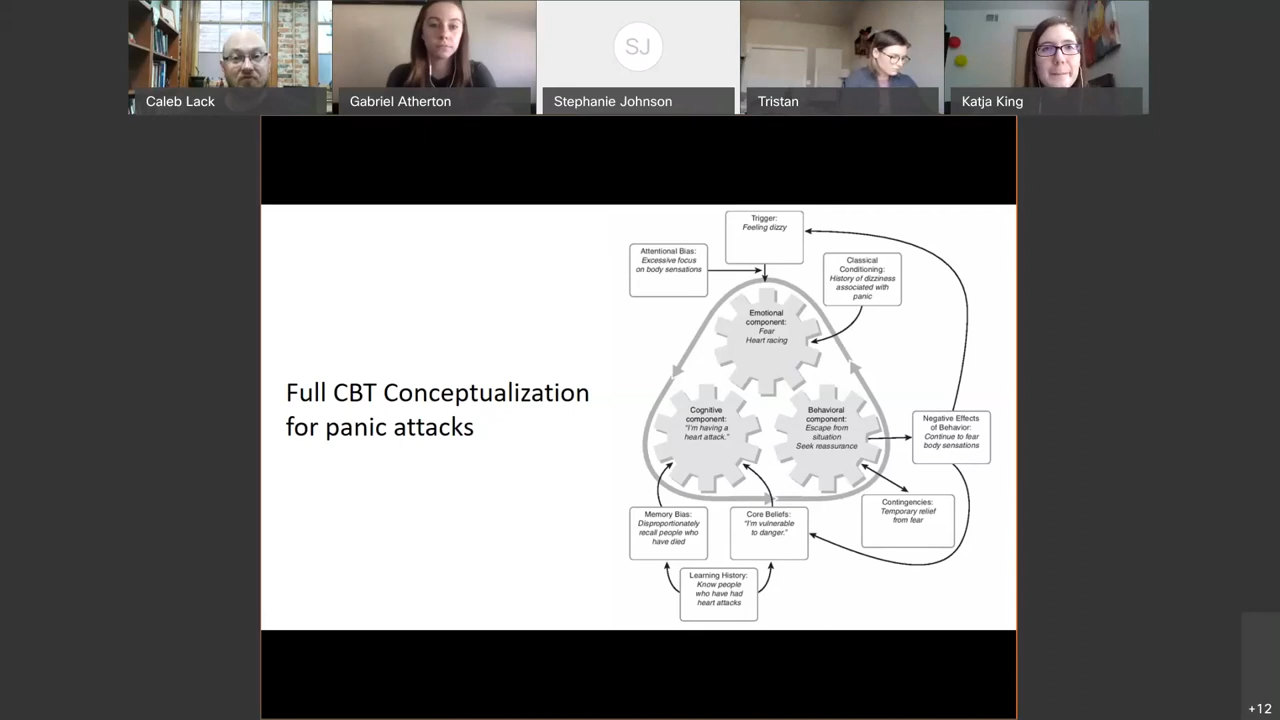 Caleb Lack
Gabriel Atherton
SJ
Stephanie Johnson
Tristan
Katja King
Full CBT Conceptualization
for panic attacks
Trigger:
Feeling dizzy
Attentional Bias:
Excessive focus
on body sensations
Classical
Conditioning:
History of dizziness
associated with
panic
Emotional
component:
Fear
Heart racing
Cognitive
component:
"I'm having a
heart attack."
Behavioral
component:
Escape from
situation
Seek reassurance
Negative Effects
of Behavior:
Continue to fear
body sensations
Contingencies:
Temporary relief
from fear
Memory Bias:
Disproportionately
recall people who
have died
Core Beliefs:
"I'm vulnerable
to danger."
Learning History:
Know people
who have had
heart attacks
+12